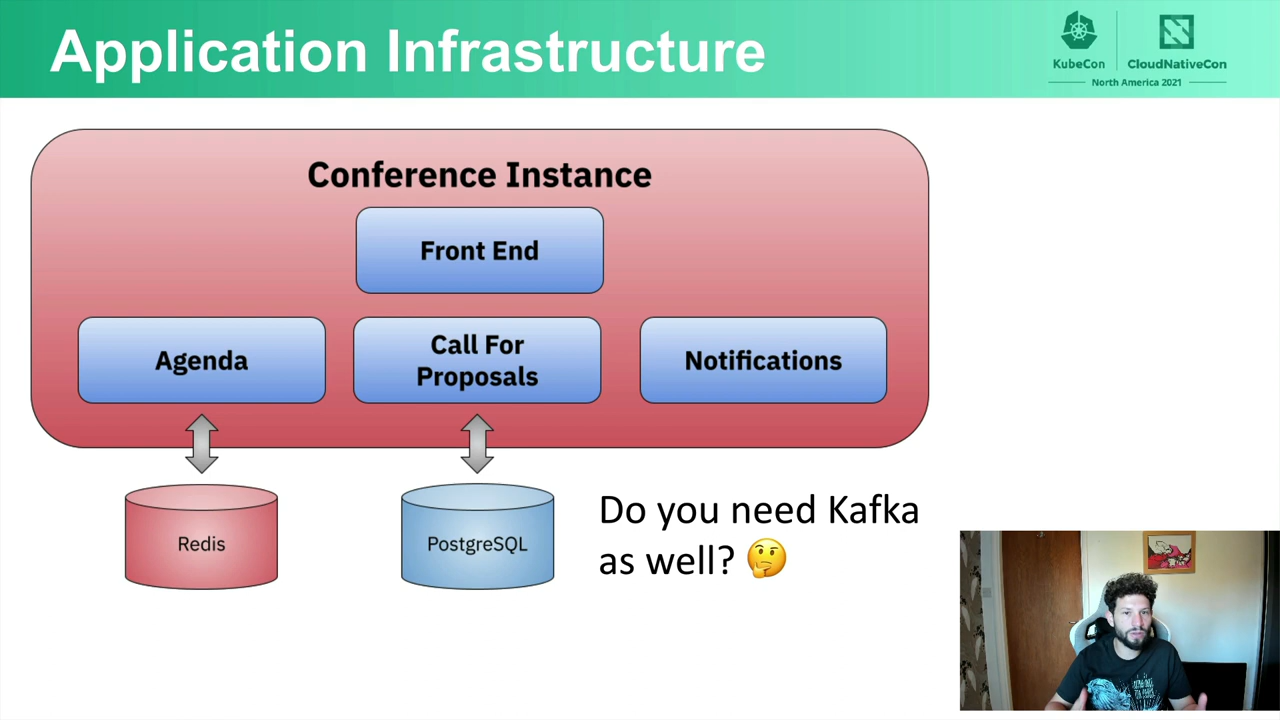 Application Infrastructure
KubeCon
CloudNativeCon
North America 2021
Conference Instance
Front End
Agenda
Call For
Proposals
Notifications
Redis
PostgreSQL
Do you need Kafka
as well? 🤔